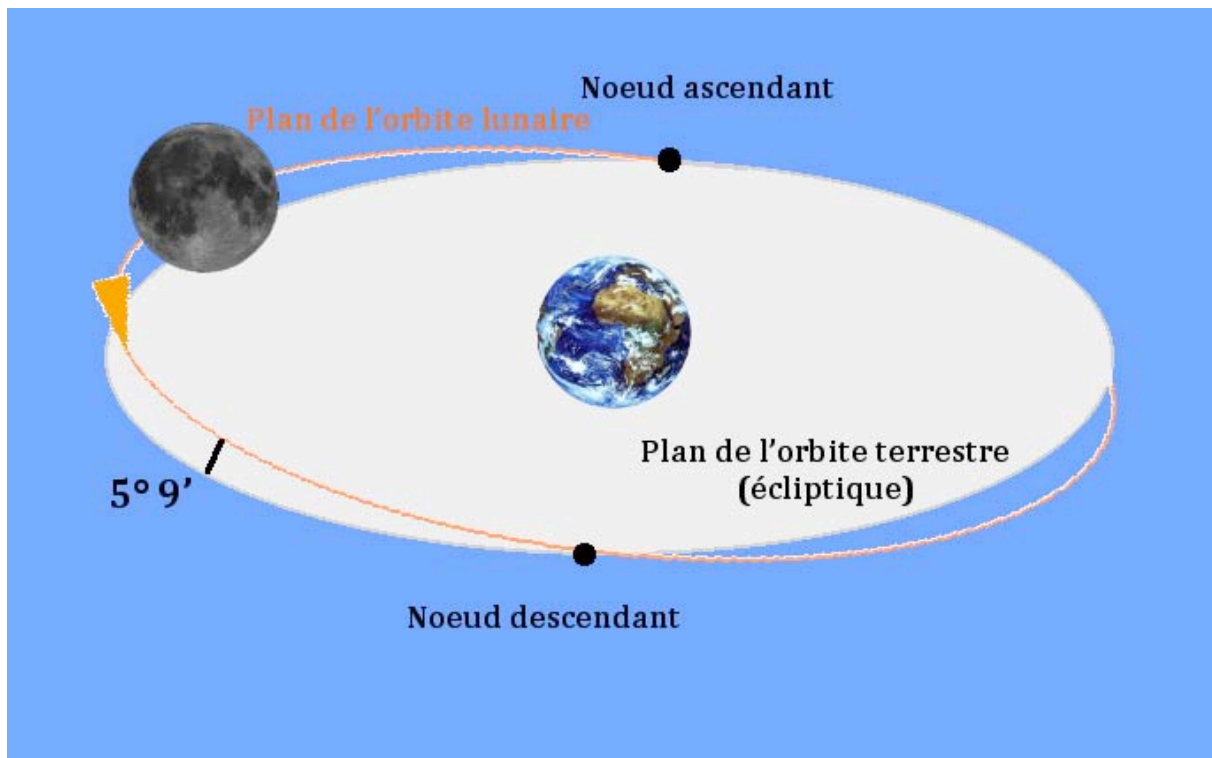 Noeud ascendant
Plan de l'orbite lunaire
5° 9’
Plan de l’orbite terrestre
(écliptique)
Noeud descendant